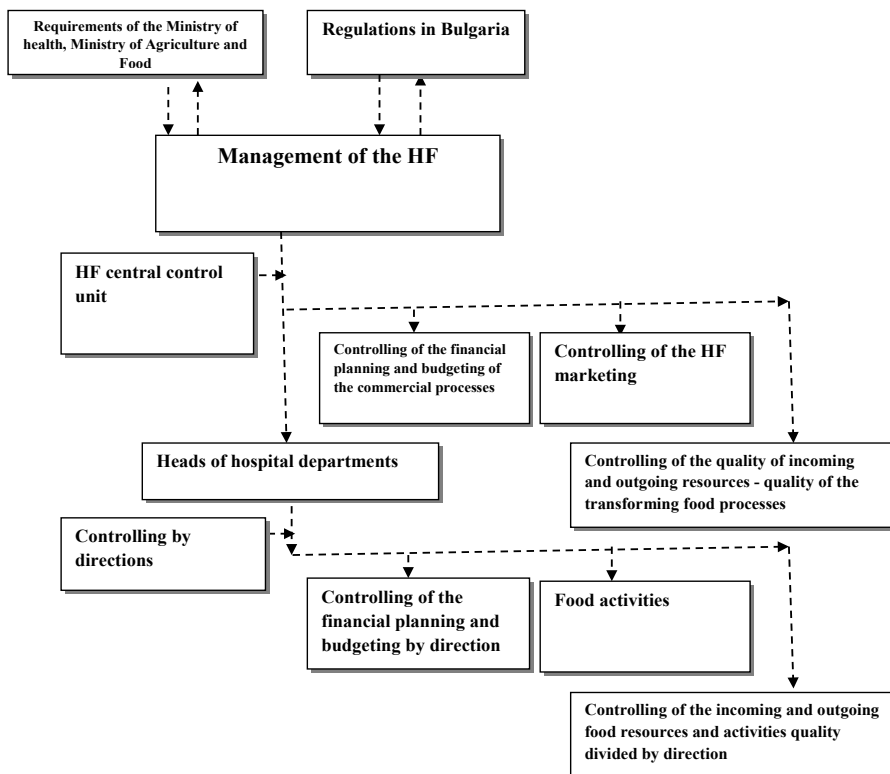 Requirements of the Ministry of
health, Ministry of Agriculture and
Food
Regulations in Bulgaria
Management of the HF
HF central control
unit
Controlling of the financial
planning and budgeting of
the commercial processes
Controlling of the HF
marketing
Heads of hospital departments
Controlling of the quality of incoming
and outgoing resources - quality of the
transforming food processes
Controlling by
directions
Controlling of the
financial planning and
budgeting by direction
Food activities
Controlling of the incoming and outgoing
food resources and activities quality
divided by direction